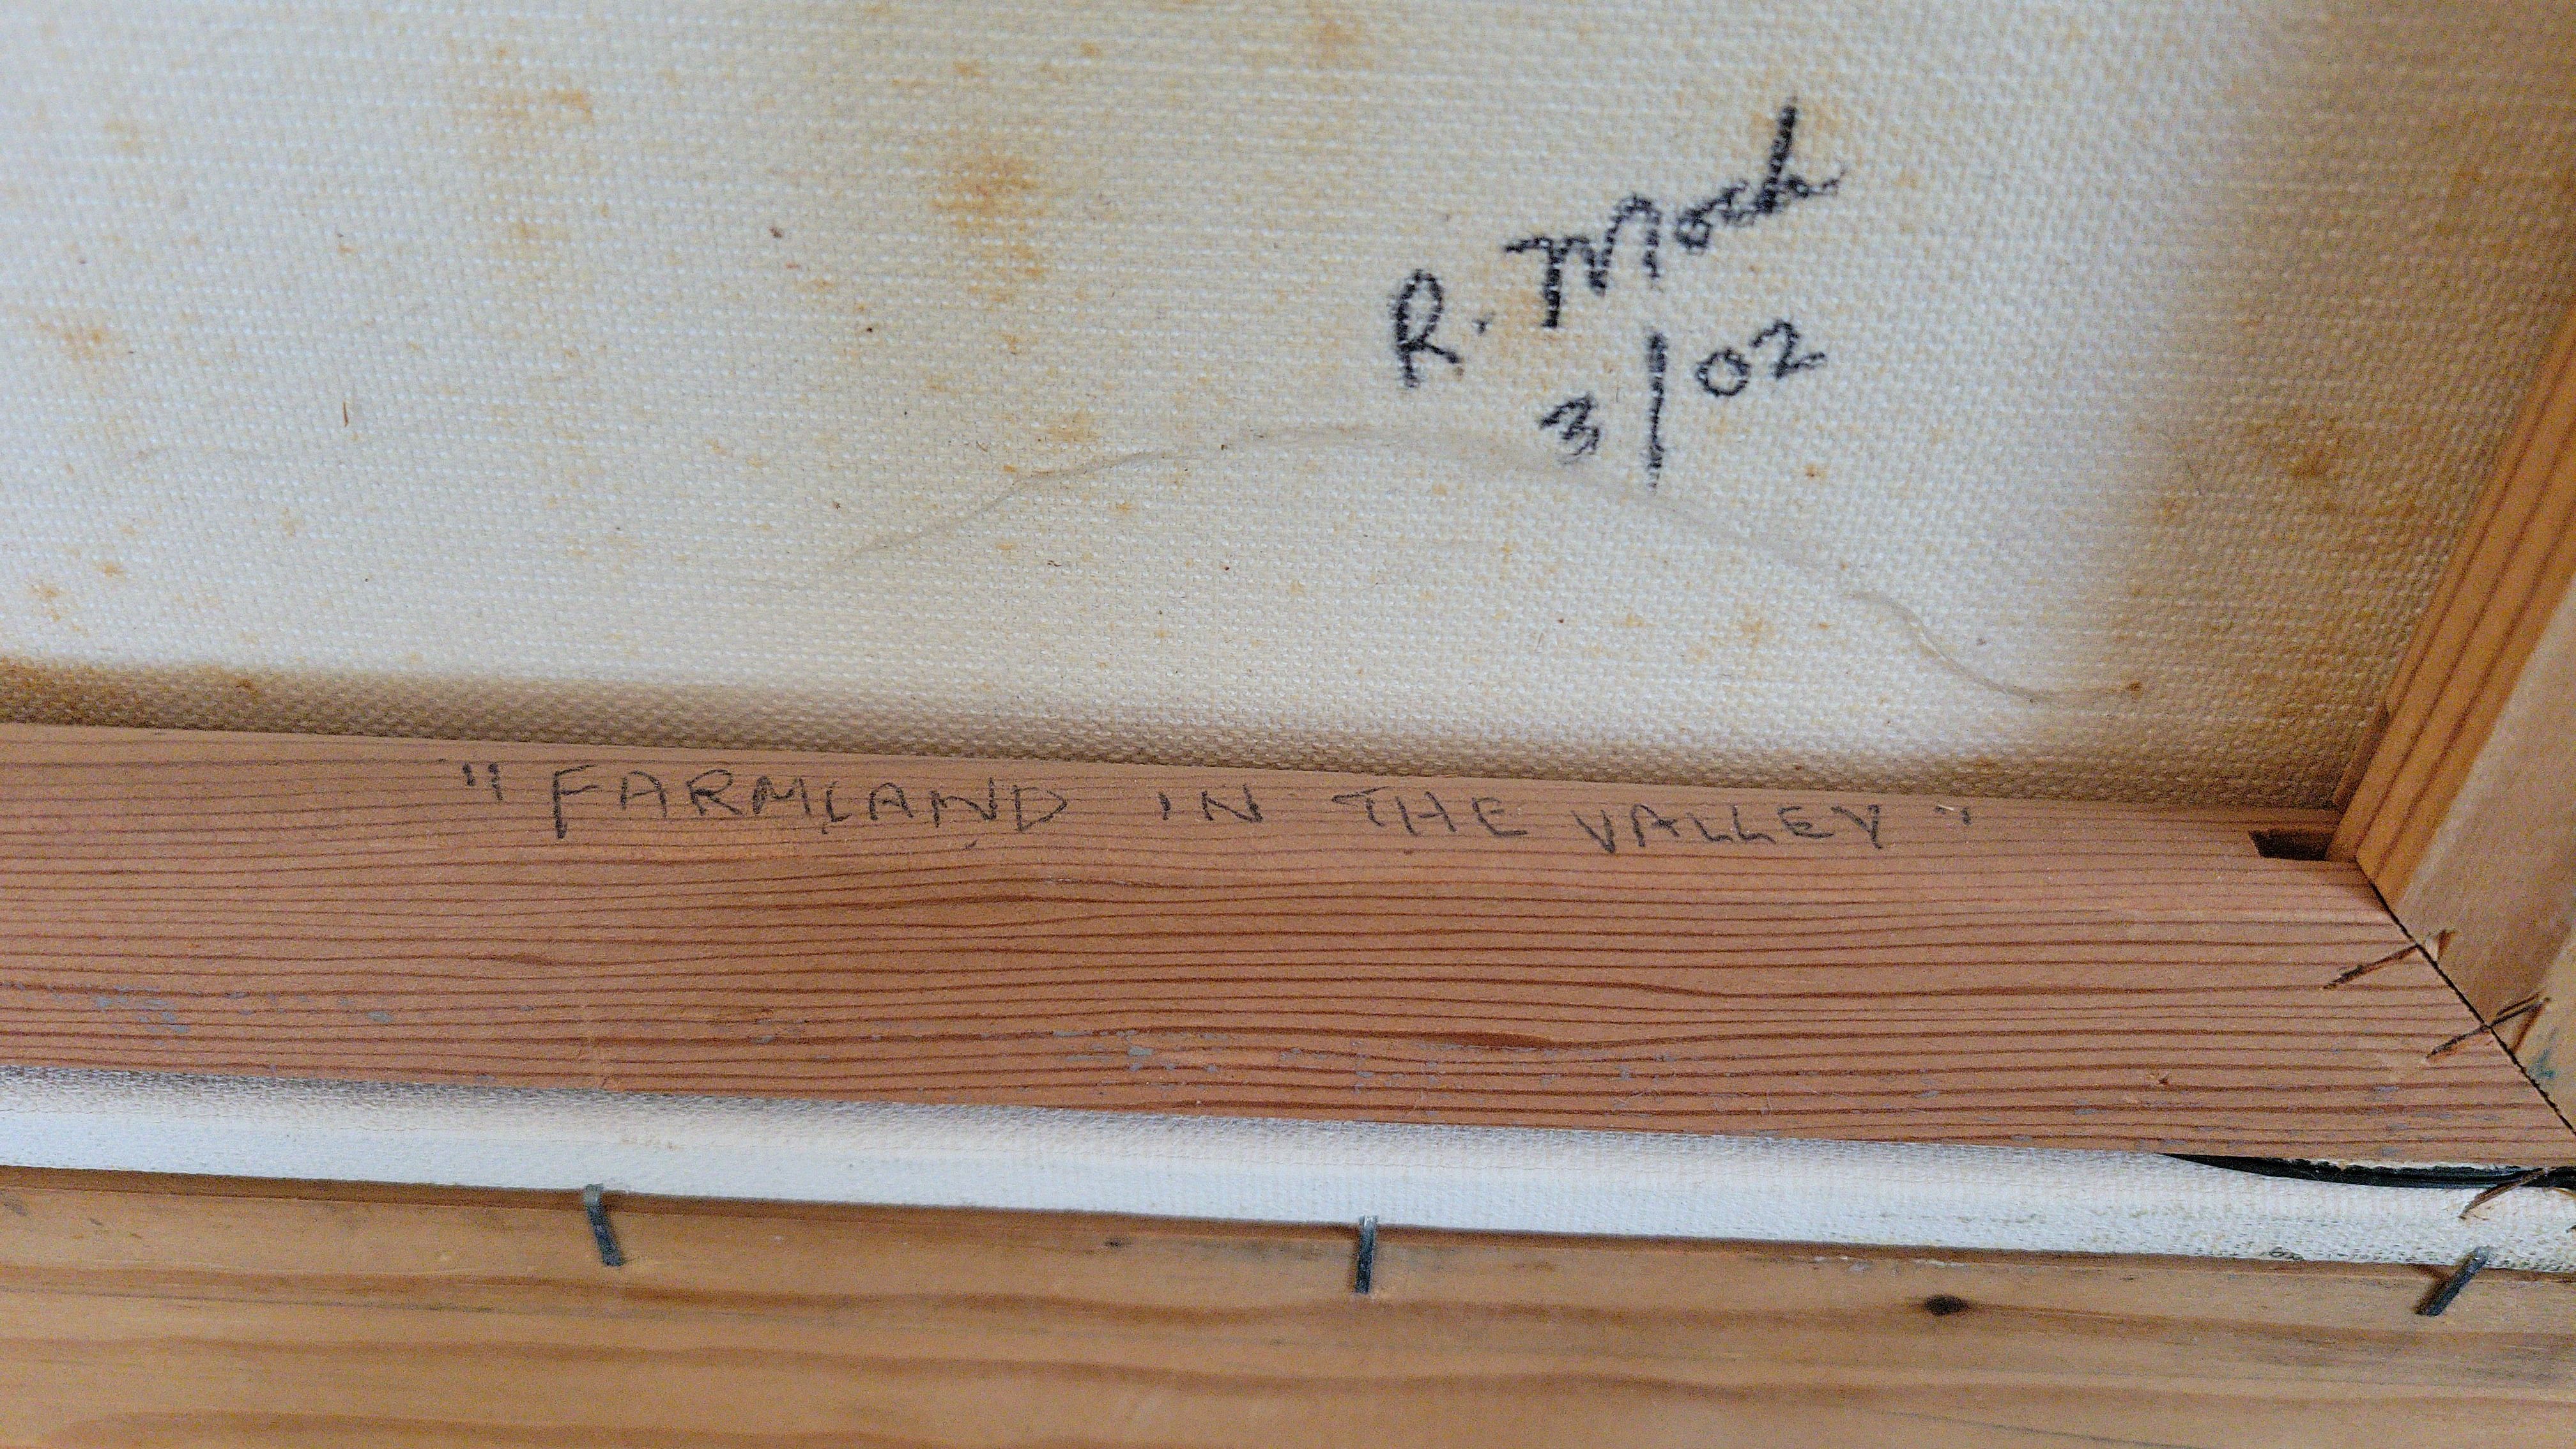 R. Mock
3/02
"FARMLAND IN THE VALLEY"